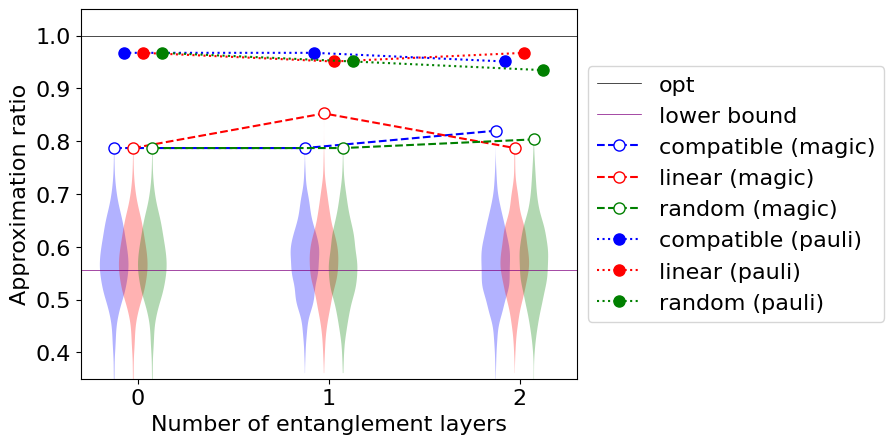 1.0
0.9
0.8
0.7
0.6
0.5
0.4
Approximation ratio
0
1
2
Number of entanglement layers
opt
lower bound
compatible (magic)
linear (magic)
random (magic)
compatible (pauli)
linear (pauli)
random (pauli)